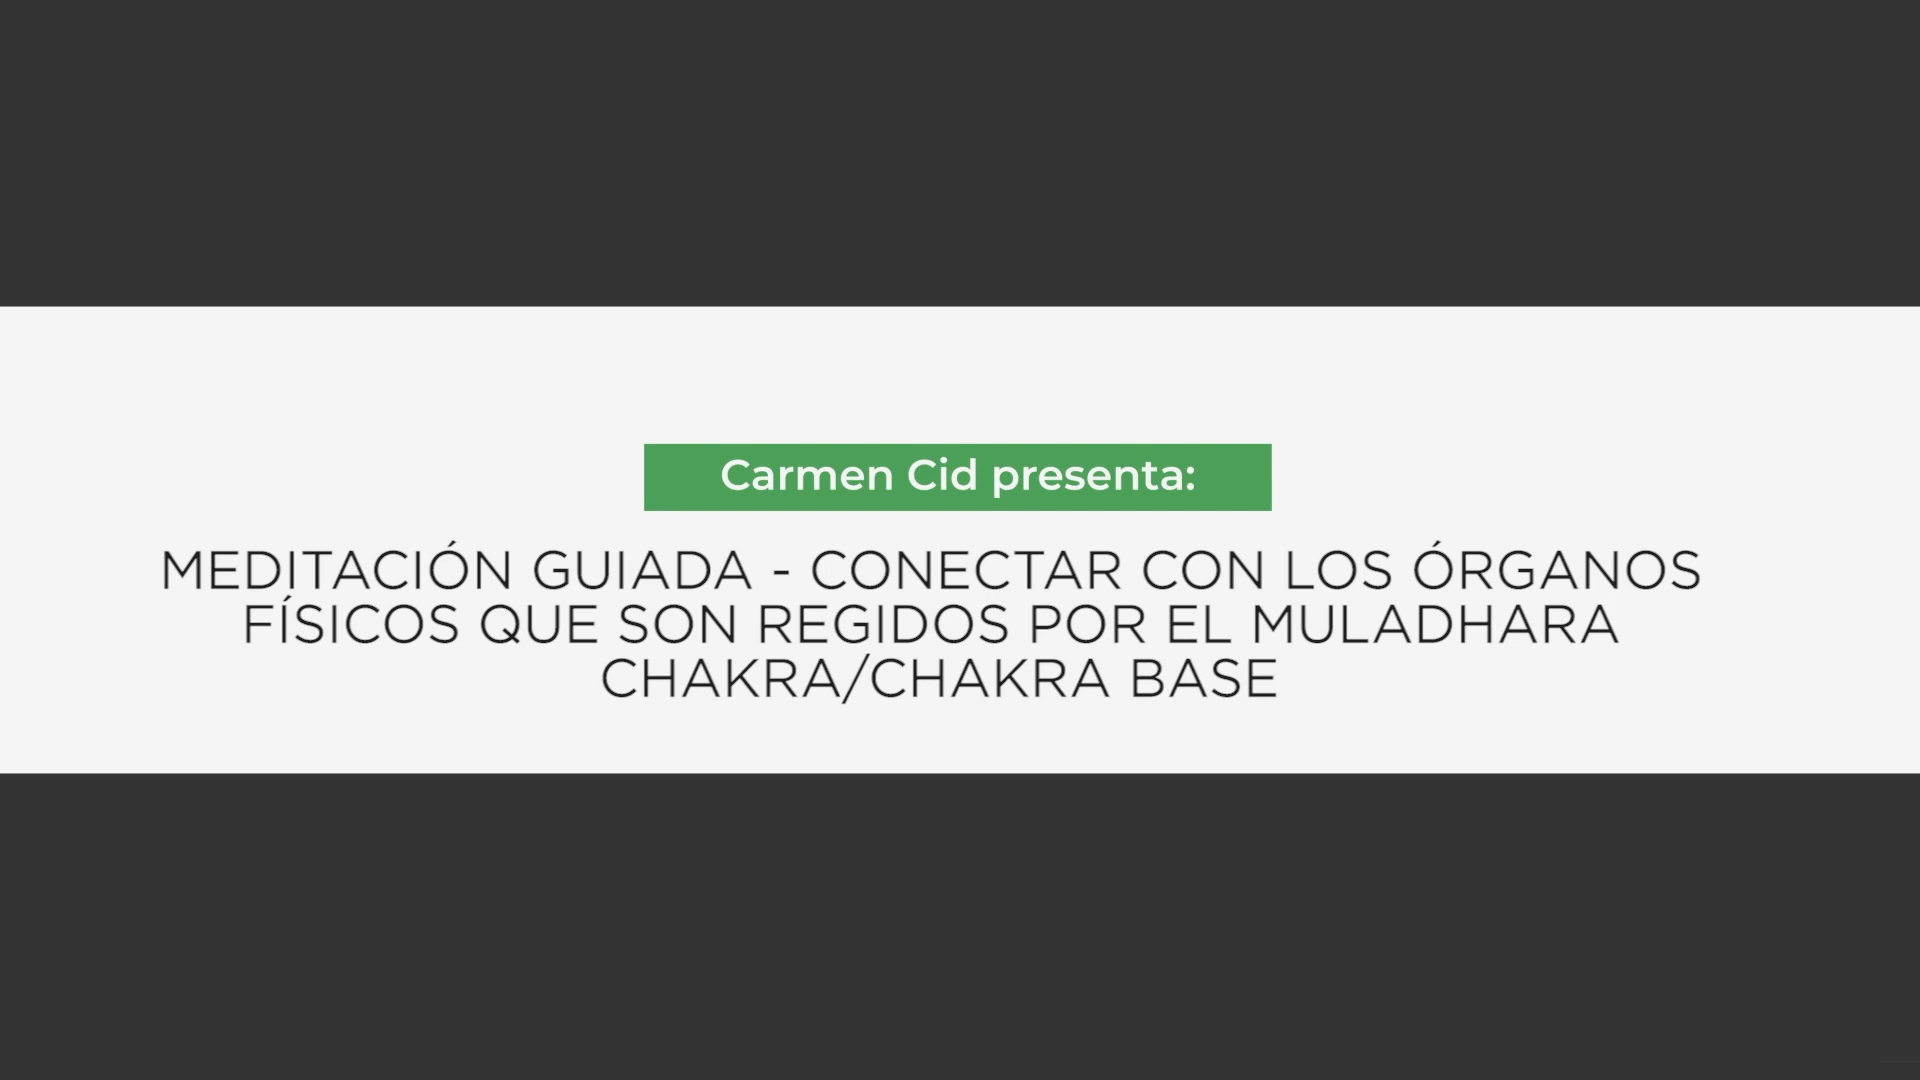 Carmen Cid presenta:
MEDITACIÓN GUIADA - CONECTAR CON LOS ÓRGANOS
FÍSICOS QUE SON REGIDOS POR EL MULADHARA
CHAKRA/CHAKRA BASE